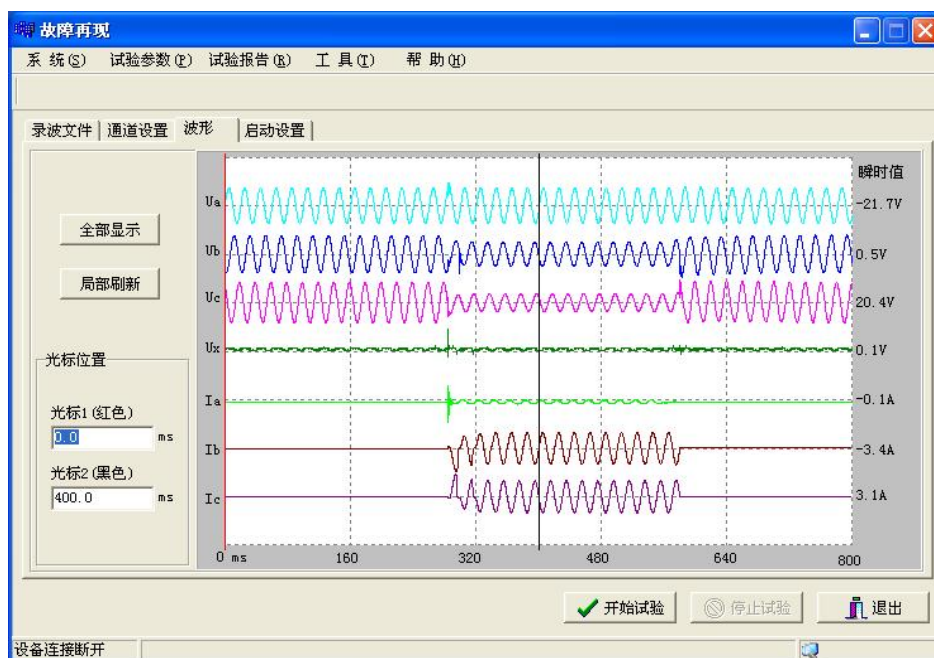 故障再现
系 统(S) 试验参数(P) 试验报告(R) 工 具(T) 帮 助(H)
录波文件 通道设置 波形 启动设置
瞬时值
Ua -21.7V
全部显示
Ub 0.5V
局部刷新
Uc 20.4V
Ux 0.1V
光标位置
Ia -0.1A
光标1(红色)
0.0 ms
Ib -3.4A
光标2(黑色)
400.0 ms
Ic 3.1A
0 ms 160 320 480 640 800
开始试验 停止试验 退出
设备连接断开